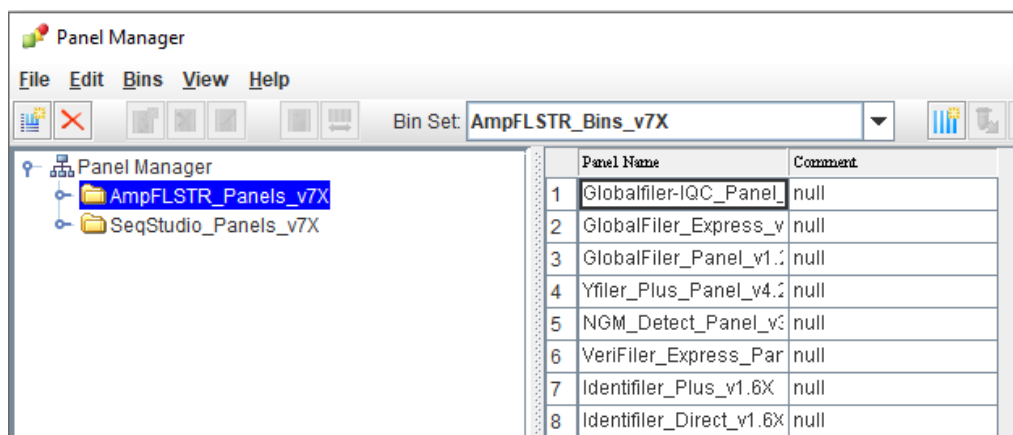 Panel Manager
File Edit Bins View Help
Bin Set: AmpFLSTR_Bins_v7X
Panel Manager
AmpFLSTR_Panels_v7X
SeqStudio_Panels_v7X
Panel Name Comment
1 Globalfiler-IQC_Panel_ null
2 GlobalFiler_Express_v null
3 GlobalFiler_Panel_v1. null
4 Yfiler_Plus_Panel_v4. null
5 NGM_Detect_Panel_v null
6 VeriFiler_Express_Par null
7 Identifiler_Plus_v1.6X null
8 Identifiler_Direct_v1.6X null